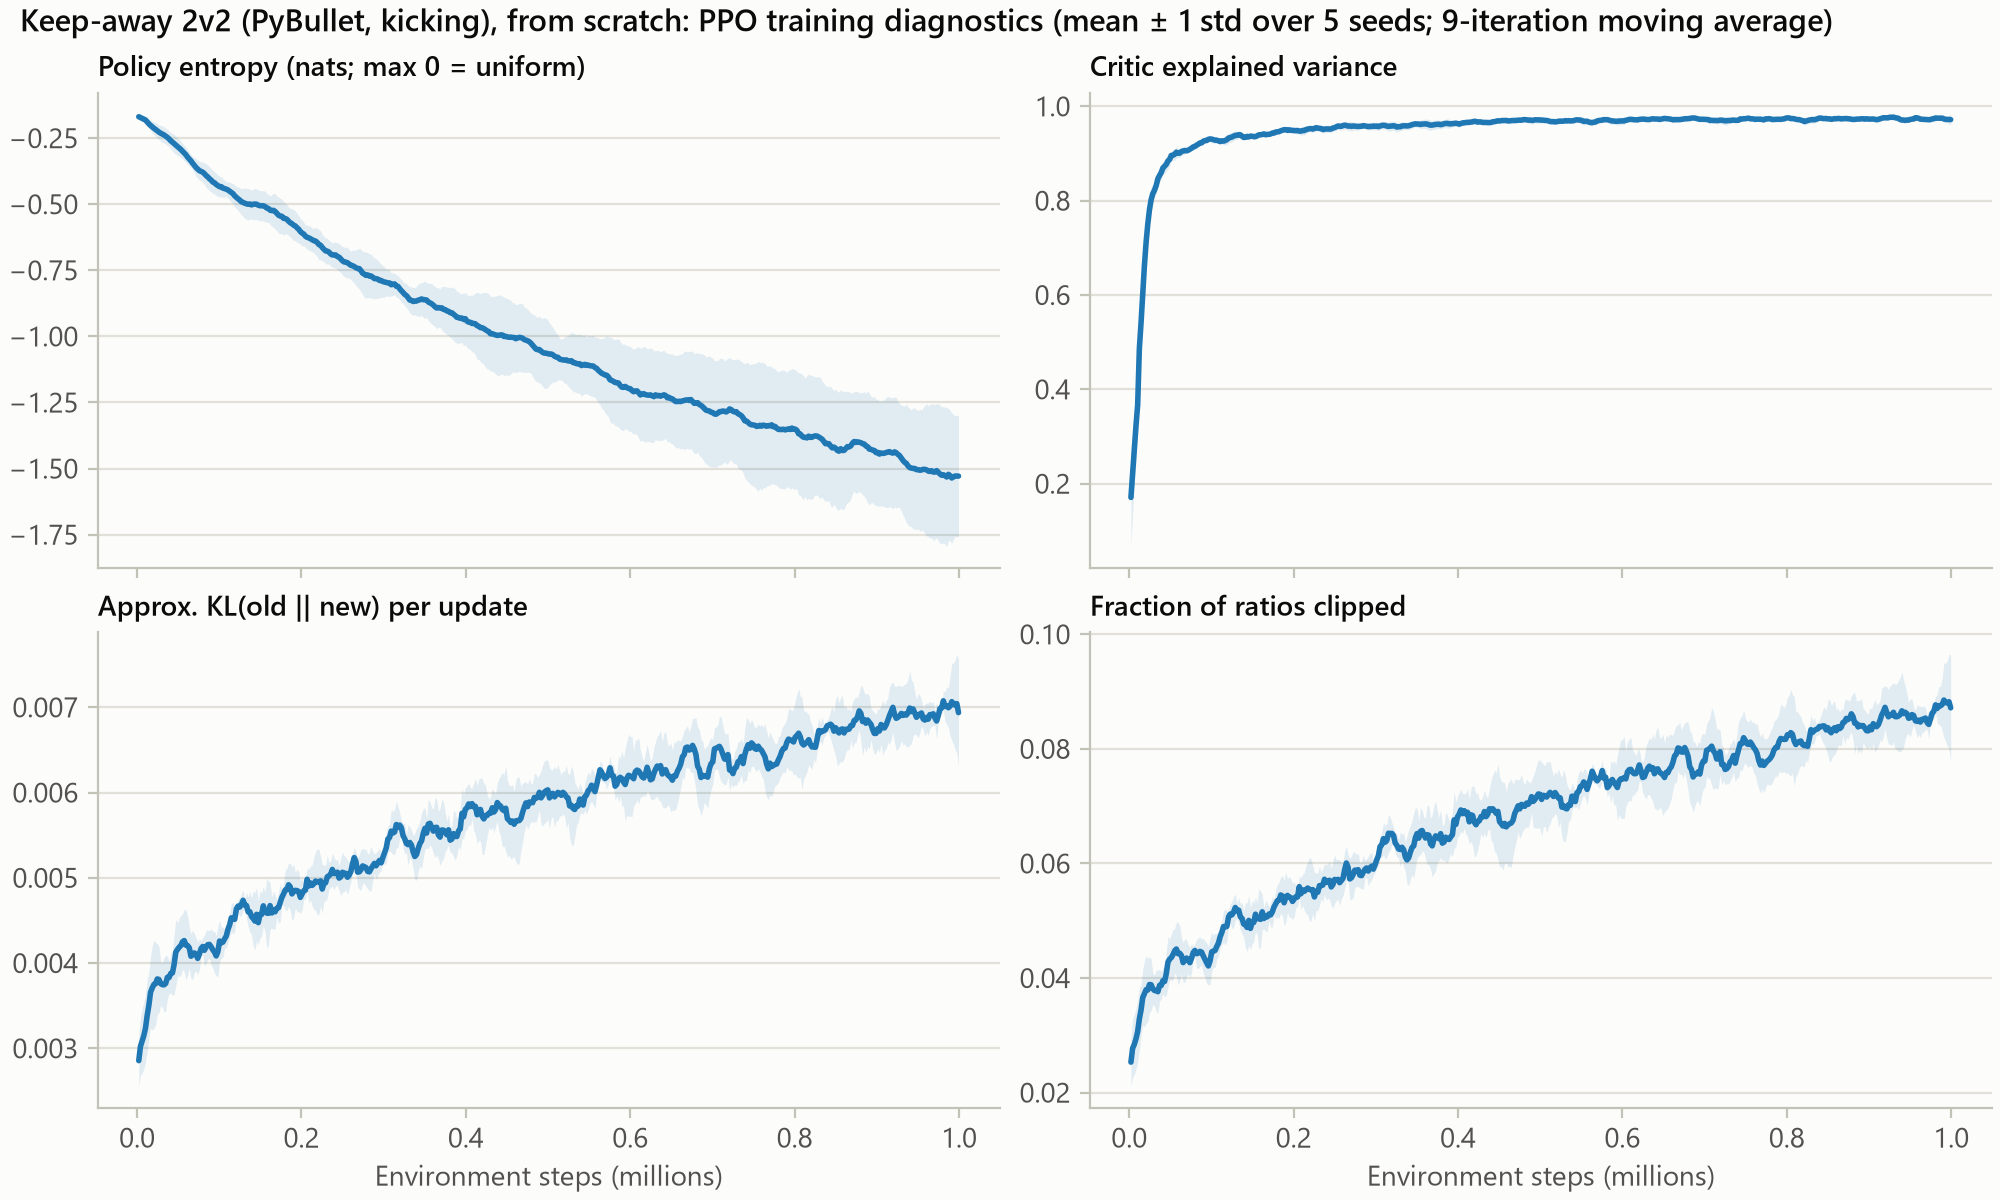 Keep-away 2v2 (PyBullet, kicking), from scratch: PPO training diagnostics (mean ± 1 std over 5 seeds; 9-iteration moving average)
Policy entropy (nats; max 0 = uniform)
−0.25
−0.50
−0.75
−1.00
−1.25
−1.50
−1.75
Critic explained variance
1.0
0.8
0.6
0.4
0.2
Approx. KL(old || new) per update
0.007
0.006
0.005
0.004
0.003
0.0 0.2 0.4 0.6 0.8 1.0
Environment steps (millions)
Fraction of ratios clipped
0.10
0.08
0.06
0.04
0.02
0.0 0.2 0.4 0.6 0.8 1.0
Environment steps (millions)